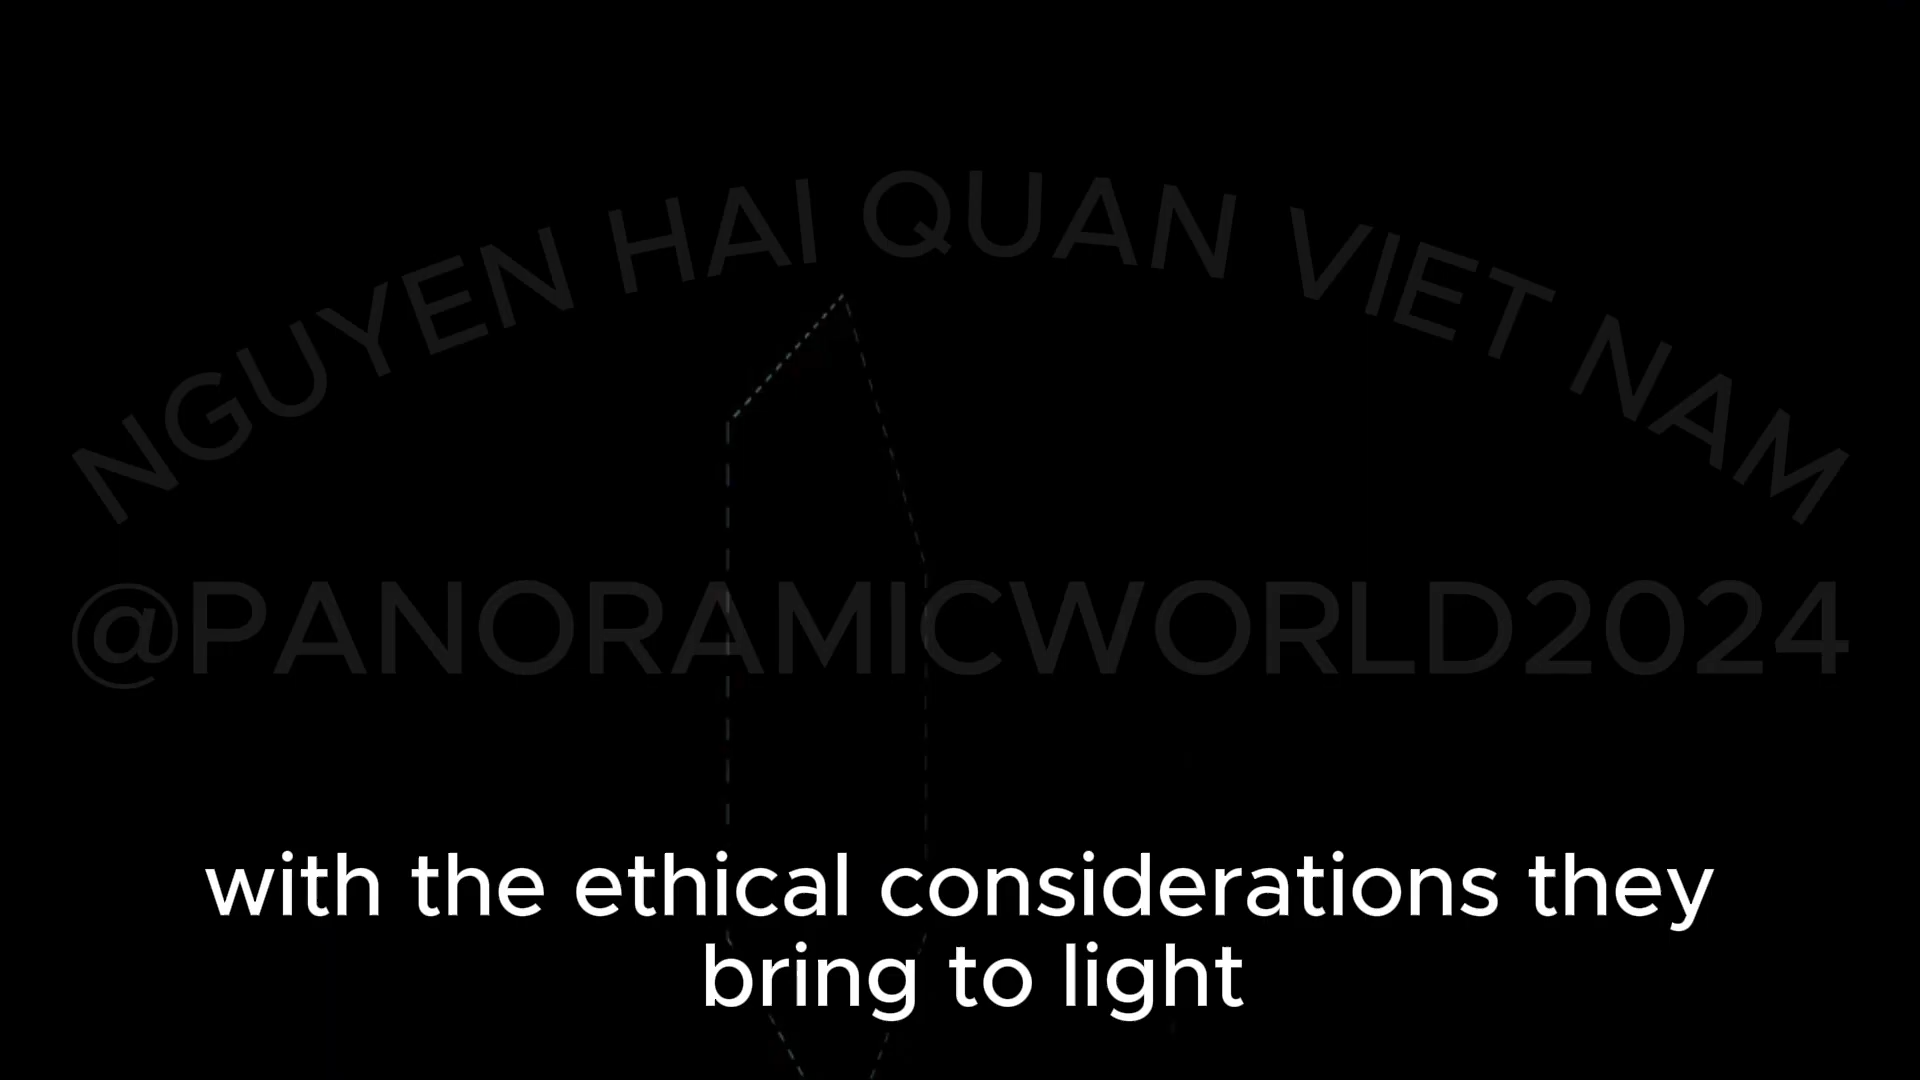 NGUYEN HAI QUAN VIET NAM
@PANORAMICWORLD2024
with the ethical considerations they
bring to light